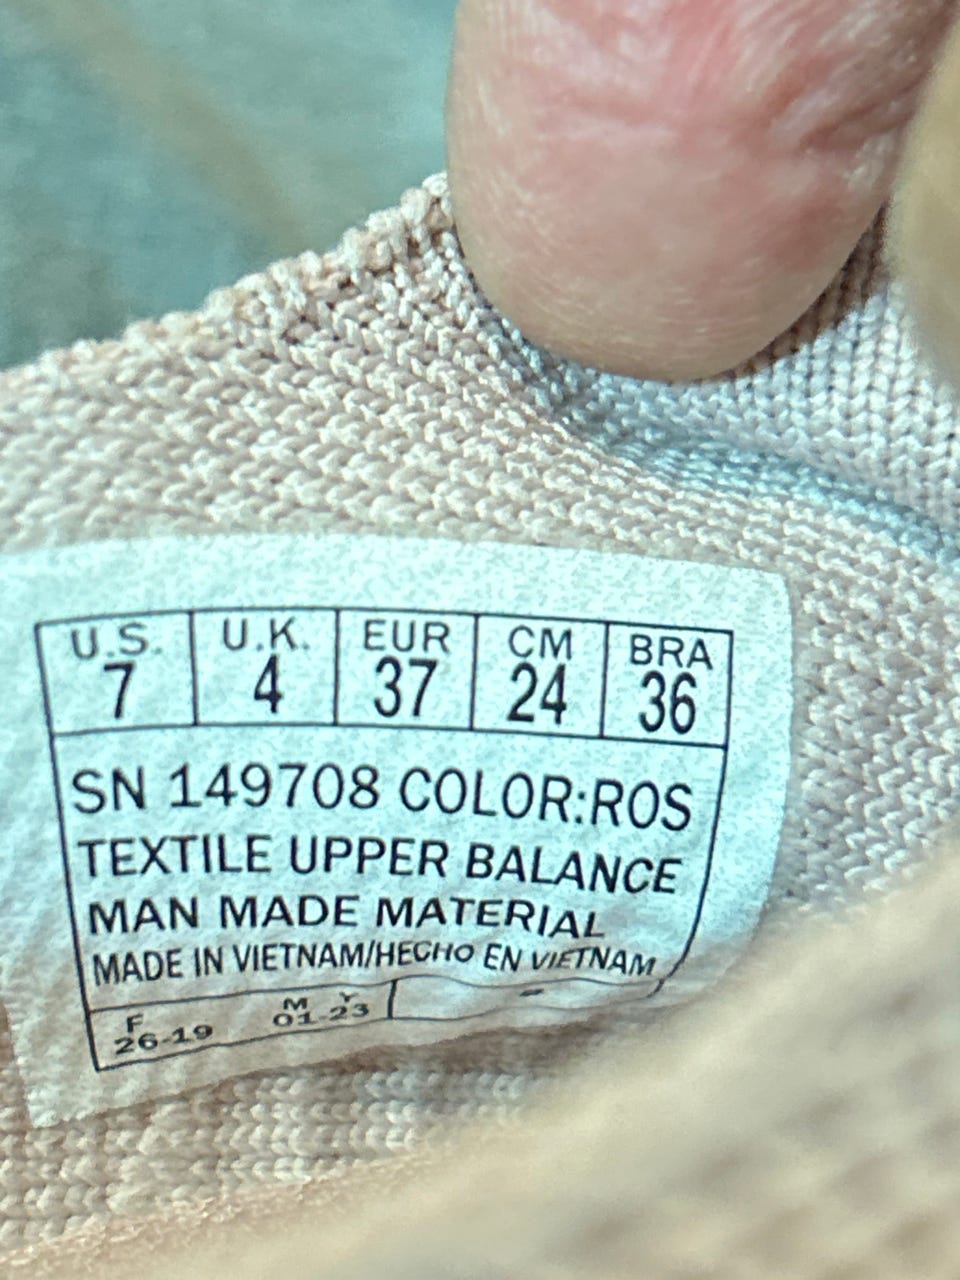 U.S. U.K. EUR CM BRA
7 4 37 24 36
SN 149708 COLOR:ROS
TEXTILE UPPER BALANCE
MAN MADE MATERIAL
MADE IN VIETNAM/HECHO EN VIETNAM
F M Y
26-19 01-23 -